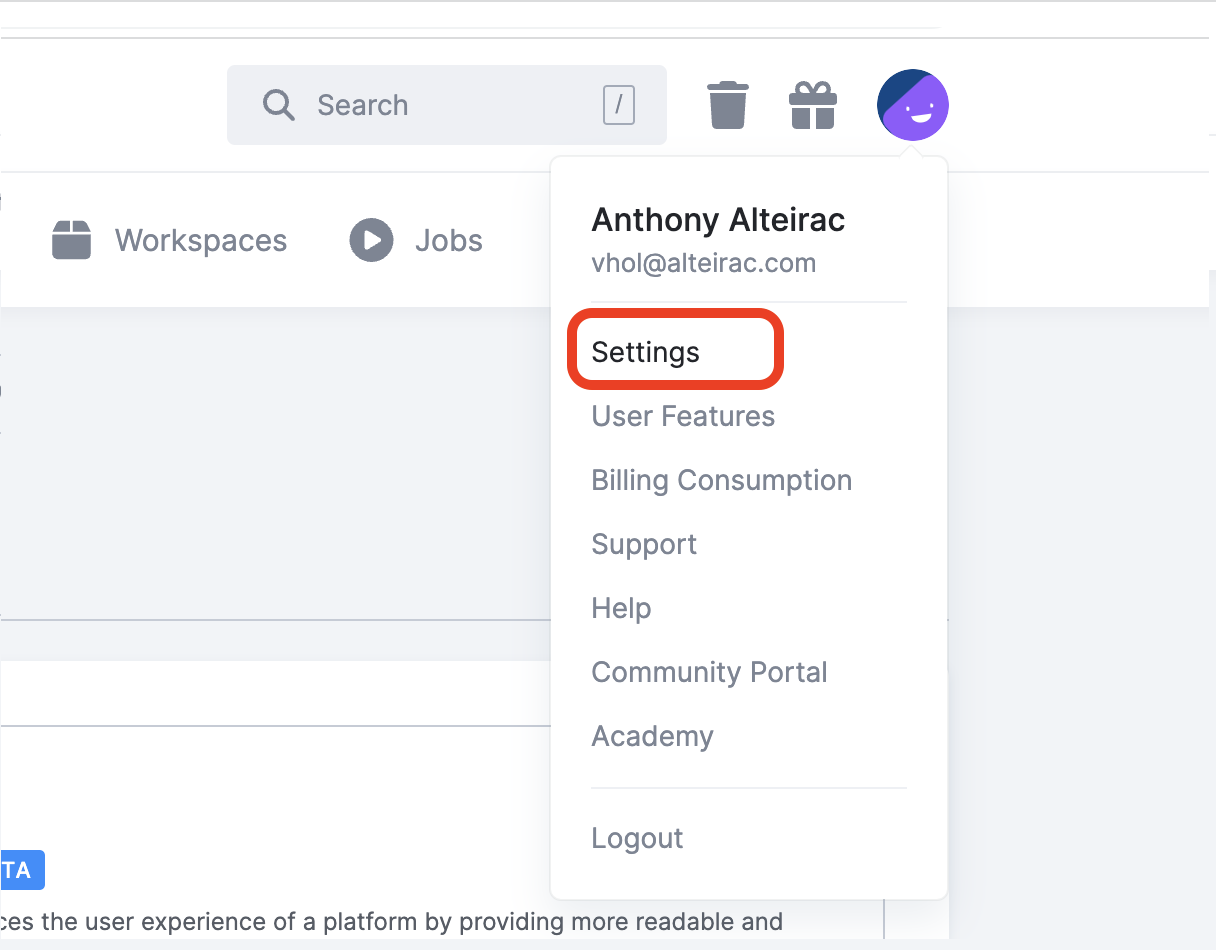 Search /
Anthony Alteirac
vhol@alteirac.com
Workspaces Jobs
Settings
User Features
Billing Consumption
Support
Help
Community Portal
Academy
Logout
TA
the user experience of a platform by providing more readable and